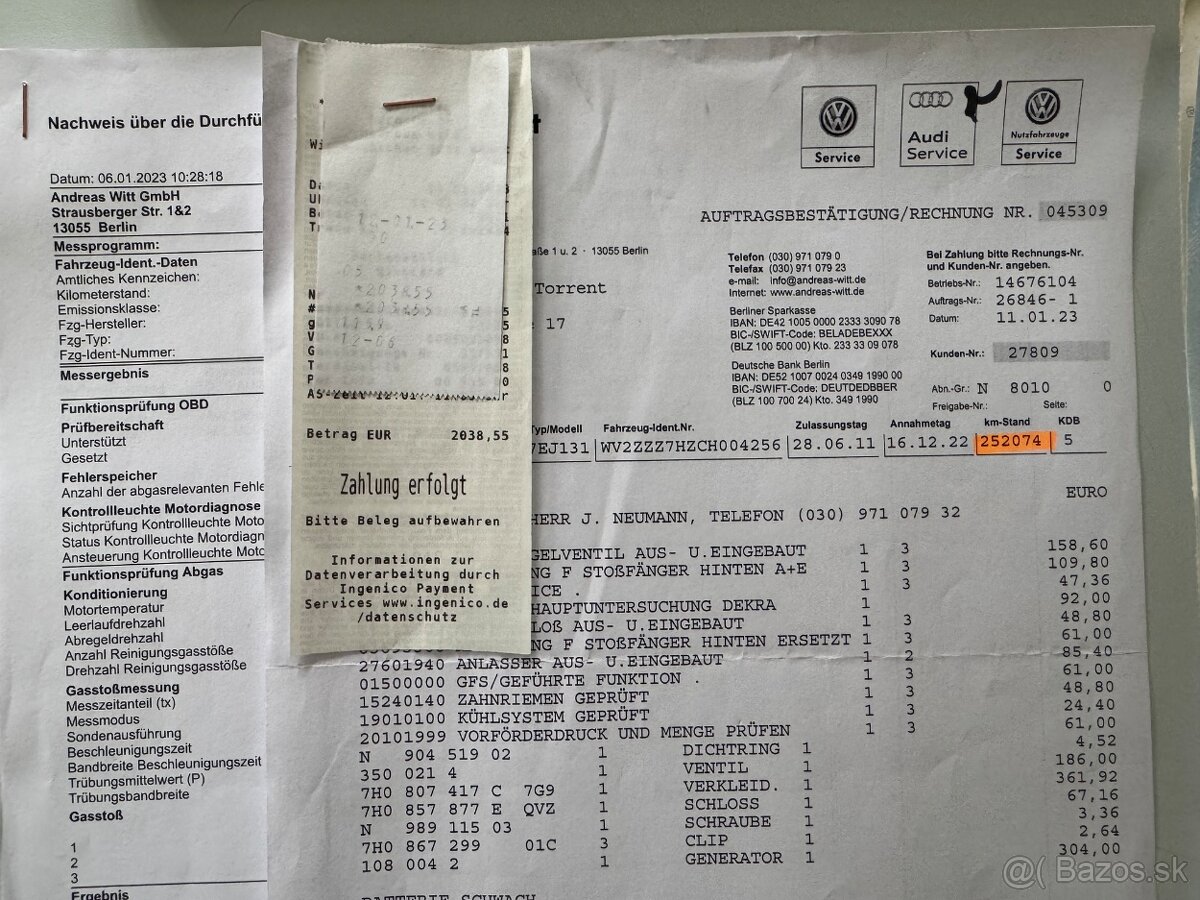 Nachweis über die Durchfü
Datum: 06.01.2023 10:28:18
Andreas Witt GmbH
Strausberger Str. 1&2
13055 Berlin
Messprogramm:
Fahrzeug-Ident.-Daten
Amtliches Kennzeichen:
Kilometerstand:
Emissionsklasse:
Fzg-Hersteller:
Fzg-Typ:
Fzg-Ident-Nummer:
Messergebnis
Funktionsprüfung OBD
Prüfbereitschaft
Unterstützt
Gesetzt
Fehlerspeicher
Anzahl der abgasrelevanten Fehle
Kontrollleuchte Motordiagnose
Sichtprüfung Kontrollleuchte Moto
Status Kontrollleuchte Motordiagn
Ansteuerung Kontrollleuchte Moto
Funktionsprüfung Abgas
Konditionierung
Motortemperatur
Leerlaufdrehzahl
Abregeldrehzahl
Anzahl Reinigungsgasstöße
Drehzahl Reinigungsgasstöße
Gasstoßmessung
Messzeitanteil (tx)
Messmodus
Sondenausführung
Beschleunigungszeit
Bandbreite Beschleunigungszeit
Trübungsmittelwert (P)
Trübungsbandbreite
Gasstoß
1
2
3
Ergebnis
Betrag EUR 2038,55
Zahlung erfolgt
Bitte Beleg aufbewahren
Informationen zur
Datenverarbeitung durch
Ingenico Payment
Services www.ingenico.de
/datenschutz
Service
Audi
Service
Nutzfahrzeuge
Service
AUFTRAGSBESTÄTIGUNG/RECHNUNG NR. 045309
aße 1 u. 2 · 13055 Berlin
Torrent
17
Telefon (030) 971 079 0
Telefax (030) 971 079 23
e-mail: info@andreas-witt.de
Internet: www.andreas-witt.de
Berliner Sparkasse
IBAN: DE42 1005 0000 2333 3090 78
BIC-/SWIFT-Code: BELADEBEXXX
(BLZ 100 500 00) Kto. 233 33 09 078
Deutsche Bank Berlin
IBAN: DE52 1007 0024 0349 1990 00
BIC-/SWIFT-Code: DEUTDEDBBER
(BLZ 100 700 24) Kto. 349 1990
Bei Zahlung bitte Rechnungs-Nr.
und Kunden-Nr. angeben.
Betriebs-Nr.: 14676104
Auftrags-Nr.: 26846- 1
Datum: 11.01.23
Kunden-Nr.: 27809
Abn.-Gr.: N 8010 0
Freigabe-Nr.: Seite:
Typ/Modell Fahrzeug-Ident.Nr. Zulassungstag Annahmetag km-Stand KDB
7EJ131 WV2ZZZ7HZCH004256 28.06.11 16.12.22 252074 5
EURO
HERR J. NEUMANN, TELEFON (030) 971 079 32
GELVENTIL AUS- U.EINGEBAUT 1 3 158,60
NG F STOßFÄNGER HINTEN A+E 1 3 109,80
ICE . 1 3 47,36
HAUPTUNTERSUCHUNG DEKRA 1 92,00
LOß AUS- U.EINGEBAUT 1 3 48,80
NG F STOßFÄNGER HINTEN ERSETZT 1 3 61,00
27601940 ANLASSER AUS- U.EINGEBAUT 1 2 85,40
01500000 GFS/GEFÜHRTE FUNKTION . 1 3 61,00
15240140 ZAHNRIEMEN GEPRÜFT 1 3 48,80
19010100 KÜHLSYSTEM GEPRÜFT 1 3 24,40
20101999 VORFÖRDERDRUCK UND MENGE PRÜFEN 1 3 61,00
N 904 519 02 1 DICHTRING 1 4,52
350 021 4 1 VENTIL 1 186,00
7H0 807 417 C 7G9 1 VERKLEID. 1 361,92
7H0 857 877 E QVZ 1 SCHLOSS 1 67,16
N 989 115 03 1 SCHRAUBE 1 3,36
7H0 867 299 01C 3 CLIP 1 2,64
108 004 2 1 GENERATOR 1 304,00
BATTERIE SCHWACH
@( Bazos.sk